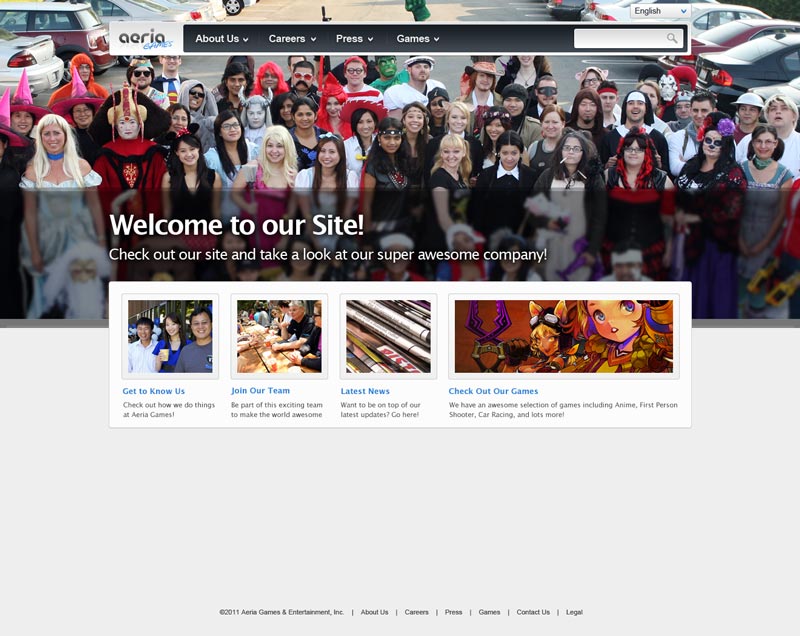 English
aeria
GAMES
About Us Careers Press Games
Welcome to our Site!
Check out our site and take a look at our super awesome company!
Get to Know Us
Check out how we do things
at Aeria Games!
Join Our Team
Be part of this exciting team
to make the world awesome
Latest News
Want to be on top of our
latest updates? Go here!
Check Out Our Games
We have an awesome selection of games including Anime, First Person
Shooter, Car Racing, and lots more!
©2011 Aeria Games & Entertainment, Inc. | About Us | Careers | Press | Games | Contact Us | Legal